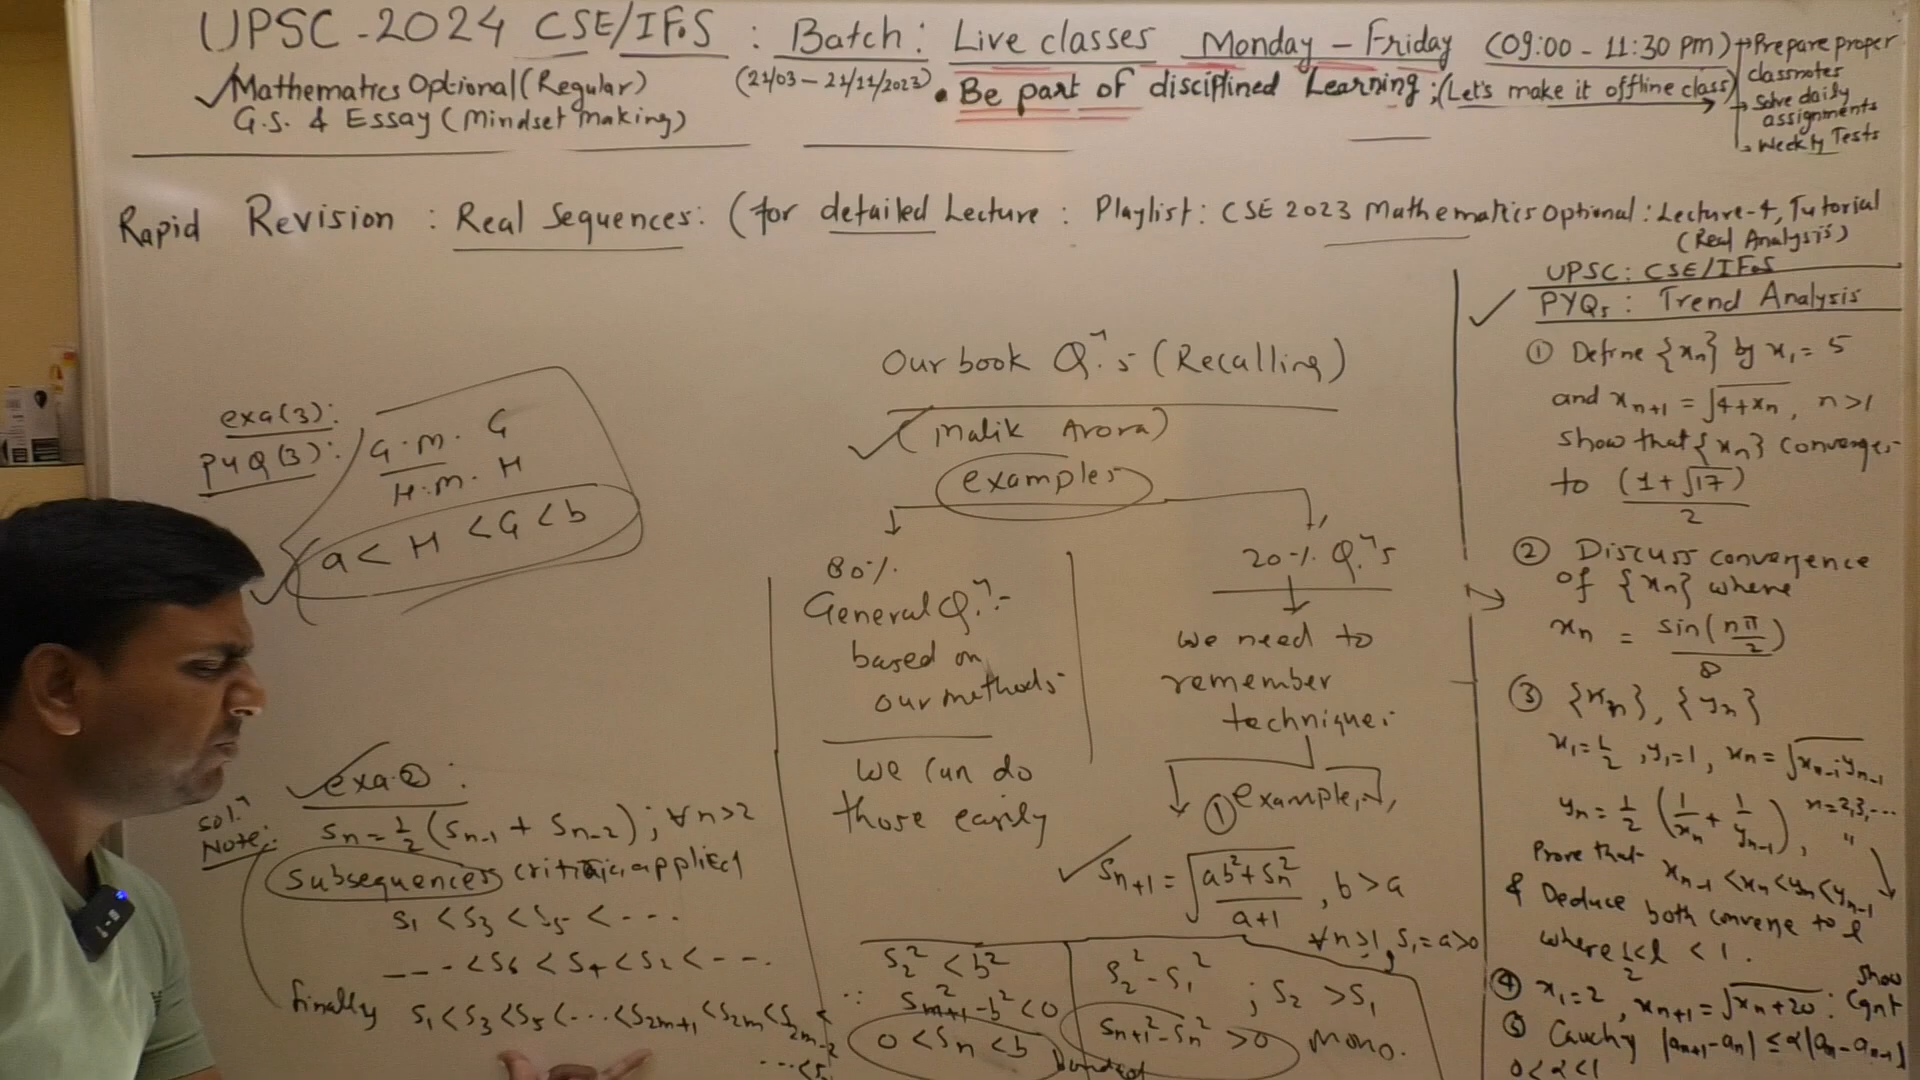 UPSC-2024 CSE/IFoS : Batch: Live classes Monday-Friday (09:00-11:30 pm)
→ Prepare proper classnotes
→ Solve daily assignments
→ Weekly Tests
✓ Mathematics Optional (Regular)
(21/03-21/11/2023)
• Be part of disciplined Learning; (Let's make it offline class)
G.S. & Essay (Mindset making)
Rapid Revision : Real Sequences: (for detailed Lecture : Playlist: CSE 2023 Mathematics Optional: Lecture-4, Tutorial
(Real Analysis)
exa(3):
PYQ(3):
G.M. G
H.M. H
a < H < G < b
exa②:
sol.n
Note:
Sn = 1/2 (Sn-1 + Sn-2); ∀n>2
Subsequences applied
S1 < S3 < S5 < ---
--- < S6 < S4 < S2 < ---
finally S1 < S3 < S5 < ... < S2m+1 < S2m < S2m-2 <
Our book Q.n s (Recalling)
✓ (Malik Arora)
examples
80%
General Q.n :-
based on
our methods
we can do
those easily
20% Q.n s
we need to
remember
technique:
① example
✓ Sn+1 = √((ab²+Sn²)/(a+1)), b>a
∀n≥1, S1=a>0
S2² < b²
∵ Sm+1² - b² < 0
0 < Sn < b
bounded
S2² - S1² ; S2 > S1
Sn+1² - Sn² > 0 Mono.
UPSC: CSE/IFoS
✓ PYQs: Trend Analysis
① Define {xn} by x1 = 5
and xn+1 = √(4+xn), n>1
show that {xn} converges
to (1+√17)/2
② Discuss convergence
of {xn} where
xn = sin(nπ/2)/8
③ {xn}, {yn}
x1 = 1/2, y1=1, xn = √(xn-1 yn-1)
yn = 1/2 (1/xn + 1/yn-1), n=2,3,... "
Prove that xn-1 < xn < yn < yn-1
& Deduce both converge to l
where 1/2 < l < 1.
④ x1=2, xn+1 = √(xn+20) : Show Cgnt
⑤ Cauchy |an+1-an| ≤ α|an-an-1|
0<α<1